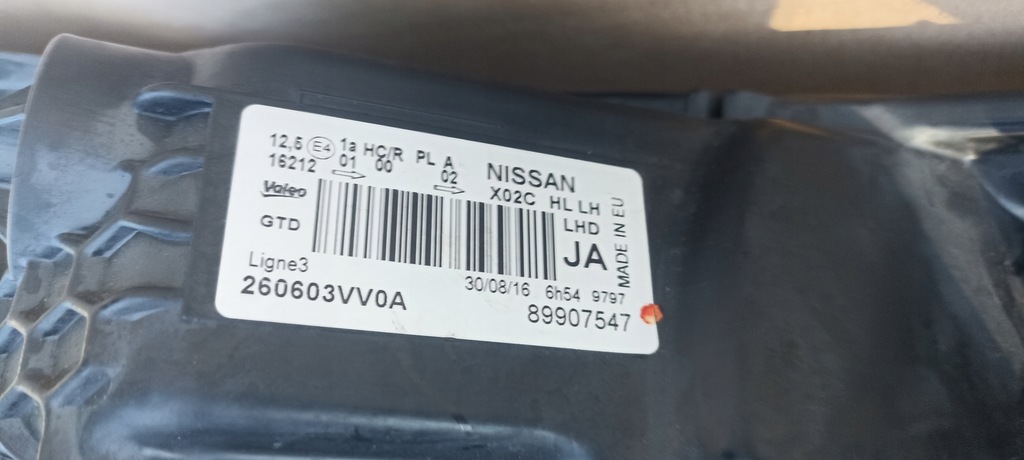 12,5 E4 1a HC/R PL A
16212 → 01 00 02 →
NISSAN
X02C HL LH
Valeo
LHD
GTD
JA
MADE IN EU
Ligne3
30/08/16 6h54 9797
260603VV0A
89907547